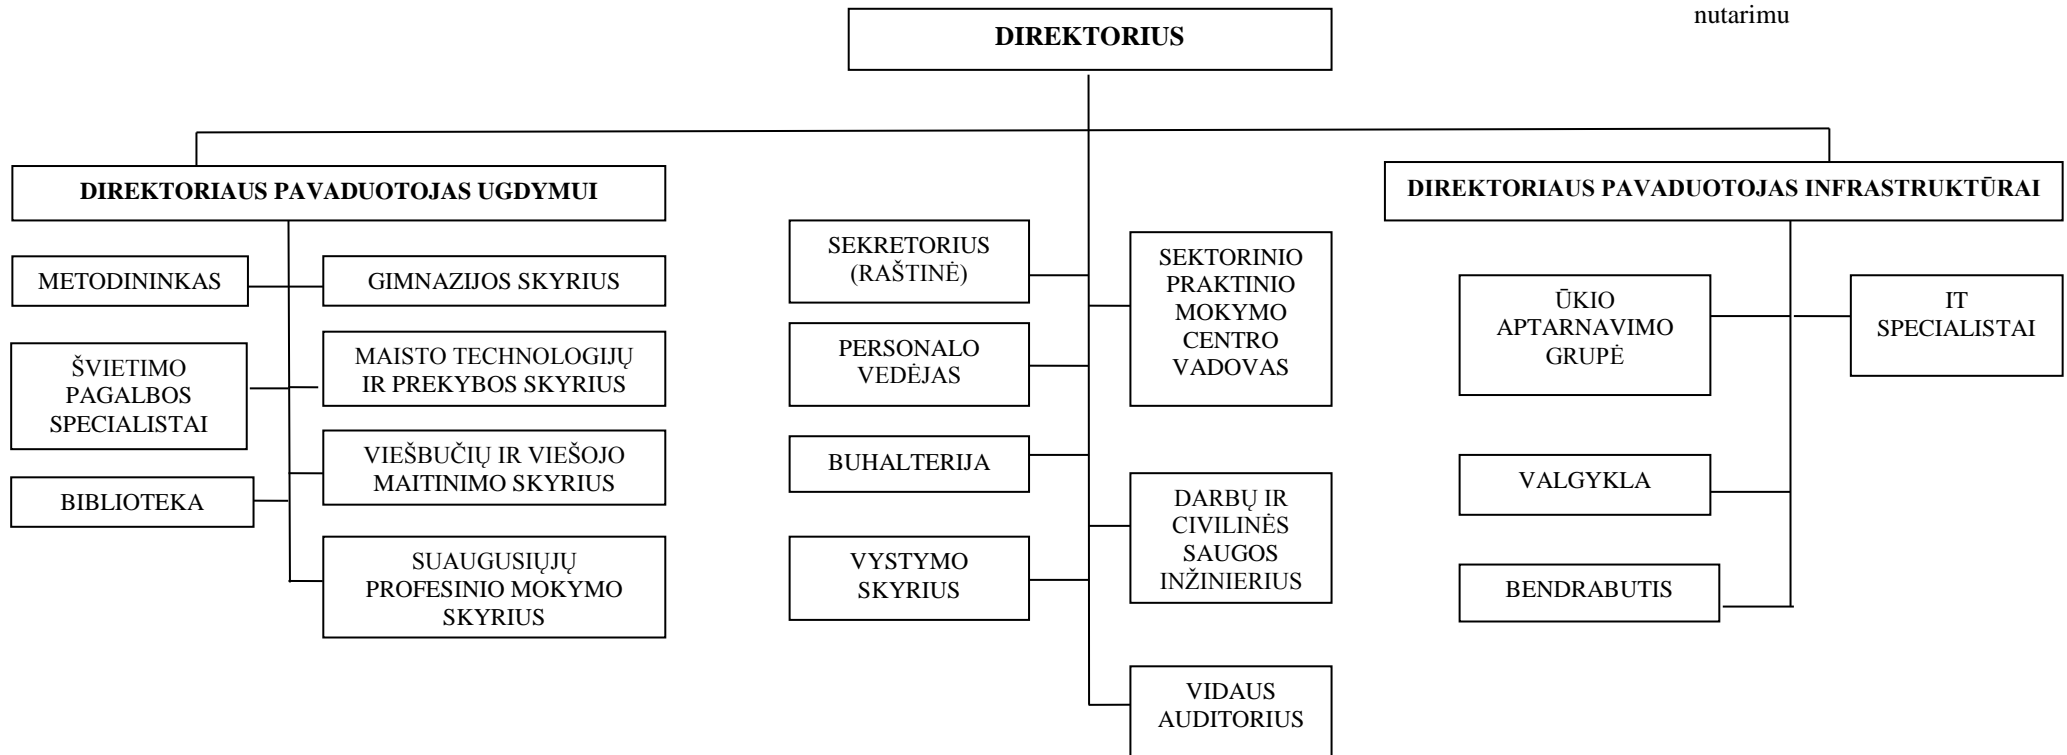 nutarimu
DIREKTORIUS
DIREKTORIAUS PAVADUOTOJAS UGDYMUI
METODININKAS
ŠVIETIMO
PAGALBOS
SPECIALISTAI
BIBLIOTEKA
GIMNAZIJOS SKYRIUS
MAISTO TECHNOLOGIJŲ
IR PREKYBOS SKYRIUS
VIEŠBUČIŲ IR VIEŠOJO
MAITINIMO SKYRIUS
SUAUGUSIŲJŲ
PROFESINIO MOKYMO
SKYRIUS
SEKRETORIUS
(RAŠTINĖ)
PERSONALO
VEDĖJAS
BUHALTERIJA
VYSTYMO
SKYRIUS
SEKTORINIO
PRAKTINIO
MOKYMO
CENTRO
VADOVAS
DARBŲ IR
CIVILINĖS
SAUGOS
INŽINIERIUS
VIDAUS
AUDITORIUS
DIREKTORIAUS PAVADUOTOJAS INFRASTRUKTŪRAI
ŪKIO
APTARNAVIMO
GRUPĖ
VALGYKLA
BENDRABUTIS
IT
SPECIALISTAI